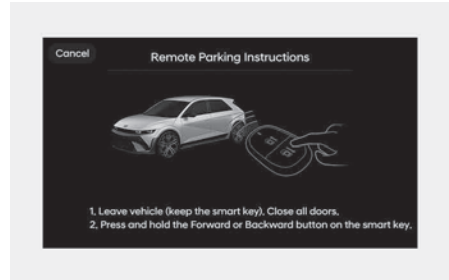 Cancel
Remote Parking Instructions
1, Leave vehicle (keep the smart key), Close all doors,
2, Press and hold the Forward or Backward button on the smart key,